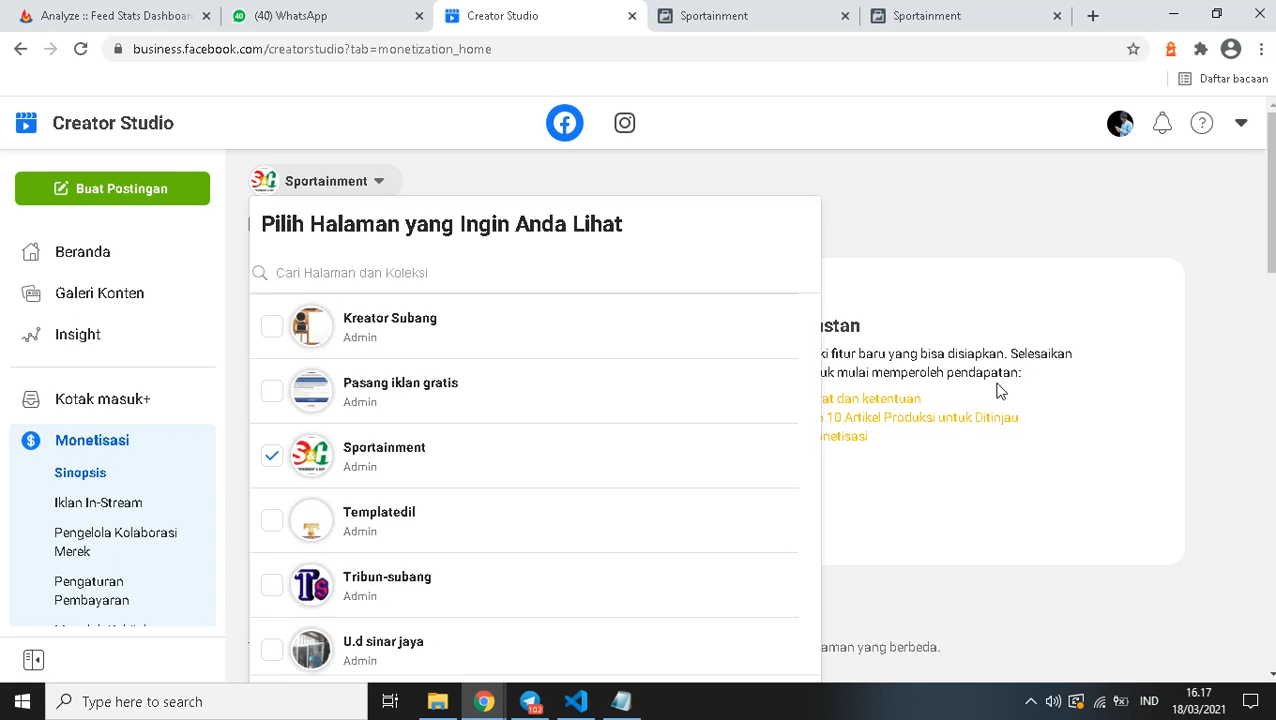 Analyze :: Feed Stats Dashboard
(40) WhatsApp
Creator Studio
Sportainment
Sportainment
business.facebook.com/creatorstudio?tab=monetization_home
Daftar bacaan
Creator Studio
Buat Postingan
Beranda
Galeri Konten
Insight
Kotak masuk+
Monetisasi
Sinopsis
Iklan In-Stream
Pengelola Kolaborasi
Merek
Pengaturan
Pembayaran
Sportainment
Pilih Halaman yang Ingin Anda Lihat
Cari Halaman dan Koleksi
Kreator Subang
Admin
Pasang iklan gratis
Admin
Sportainment
Admin
Templatedil
Admin
Tribun-subang
Admin
U.d sinar jaya
Admin
ustan
ki fitur baru yang bisa disiapkan. Selesaikan
uk mulai memperoleh pendapatan:
rat dan ketentuan
n 10 Artikel Produksi untuk Ditinjau
onetisasi
aman yang berbeda.
Type here to search
102
IND
16.17
18/03/2021